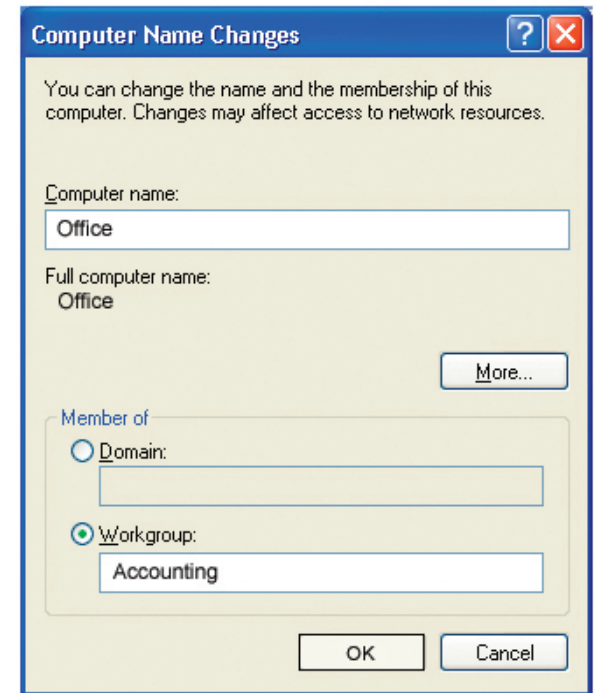 Computer Name Changes
You can change the name and the membership of this
computer. Changes may affect access to network resources.
Computer name:
Office
Full computer name:
Office
More...
Member of
Domain:
Workgroup:
Accounting
OK Cancel